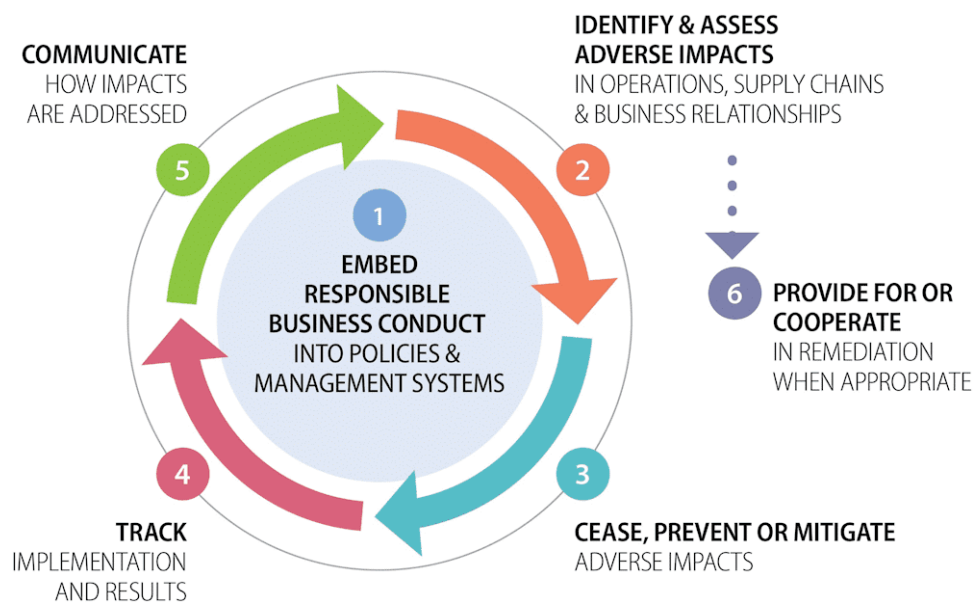 COMMUNICATE
HOW IMPACTS
ARE ADDRESSED
5
IDENTIFY & ASSESS
ADVERSE IMPACTS
IN OPERATIONS, SUPPLY CHAINS
& BUSINESS RELATIONSHIPS
2
1
EMBED
RESPONSIBLE
BUSINESS CONDUCT
INTO POLICIES &
MANAGEMENT SYSTEMS
6
PROVIDE FOR OR
COOPERATE
IN REMEDIATION
WHEN APPROPRIATE
4
TRACK
IMPLEMENTATION
AND RESULTS
3
CEASE, PREVENT OR MITIGATE
ADVERSE IMPACTS